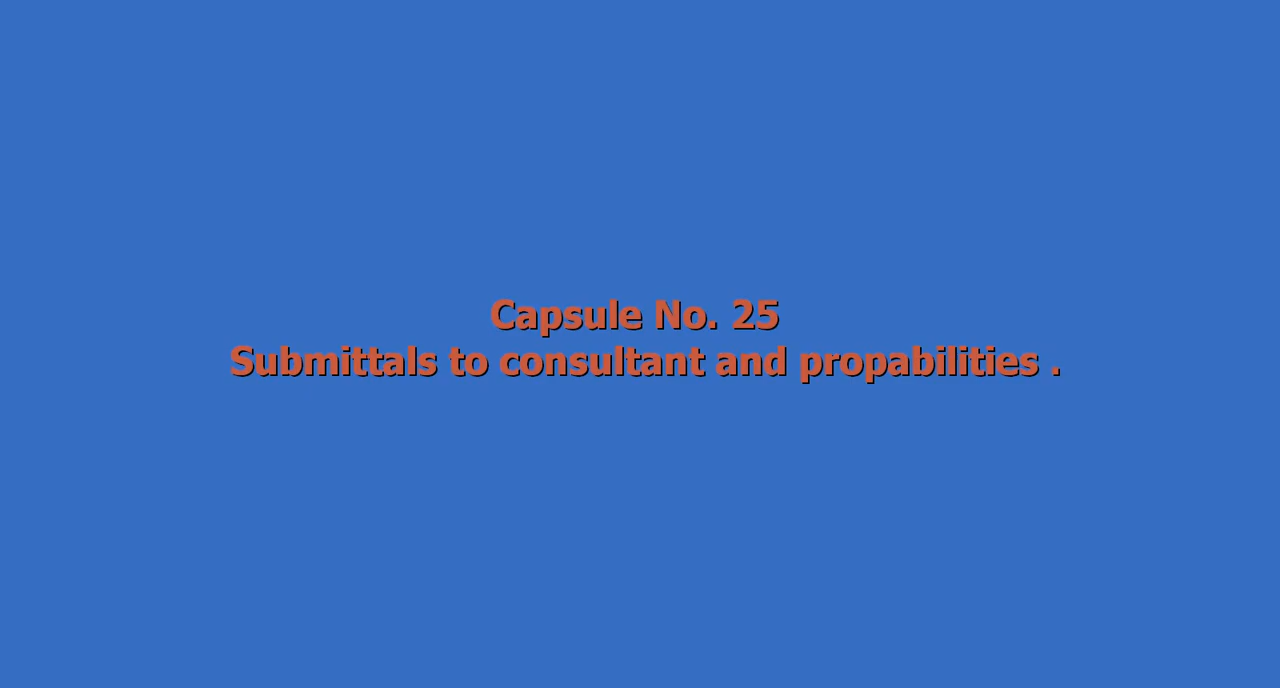 Capsule No. 25
Submittals to consultant and propabilities .